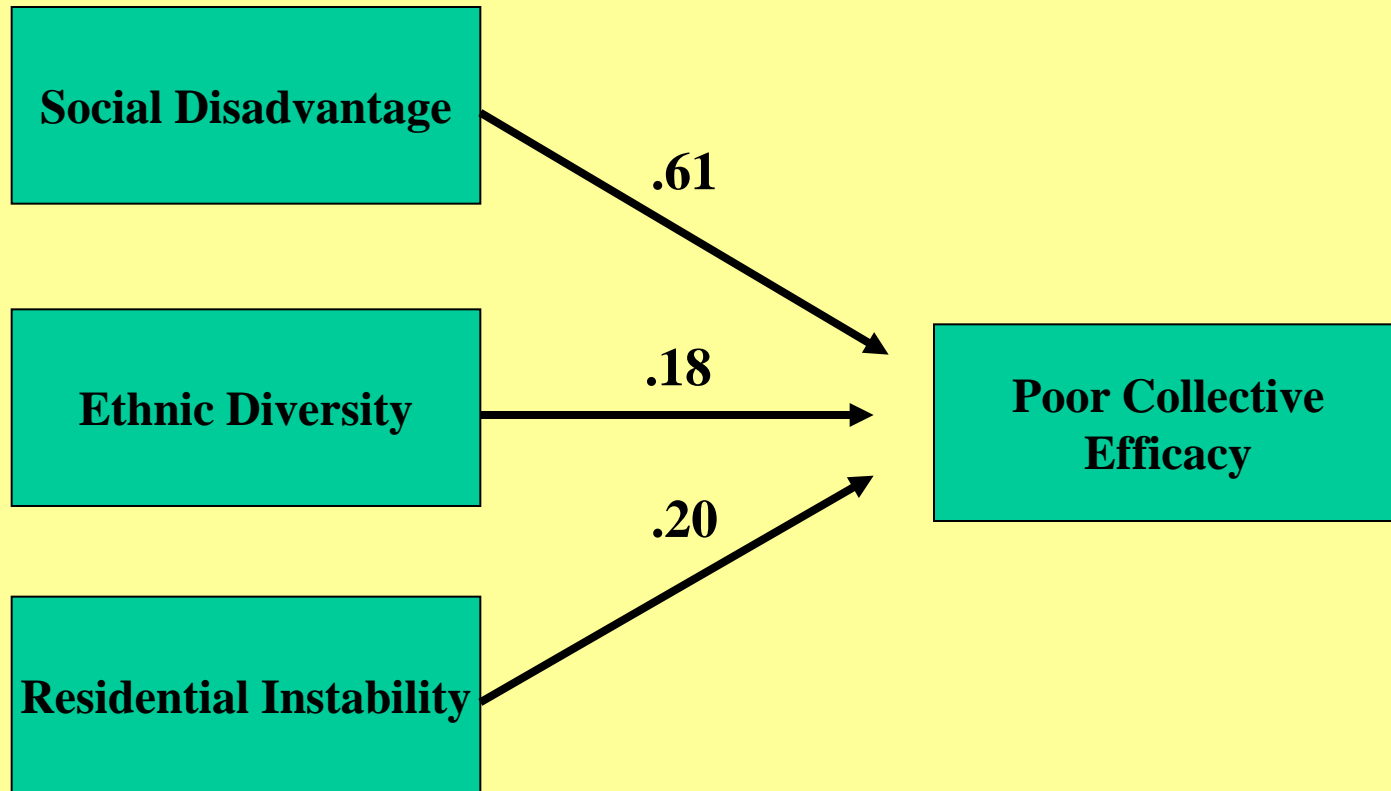 Social Disadvantage
.61
Ethnic Diversity
.18
Poor Collective
Efficacy
.20
Residential Instability